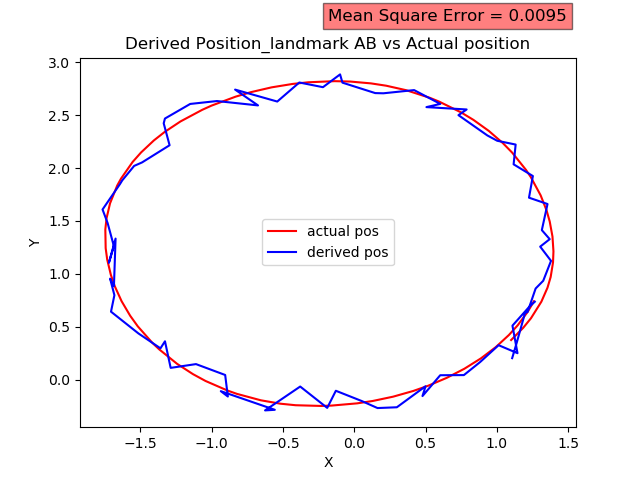 Mean Square Error = 0.0095
Derived Position_landmark AB vs Actual position
3.0
2.5
2.0
1.5
1.0
0.5
0.0
Y
actual pos
derived pos
−1.5 −1.0 −0.5 0.0 0.5 1.0 1.5
X